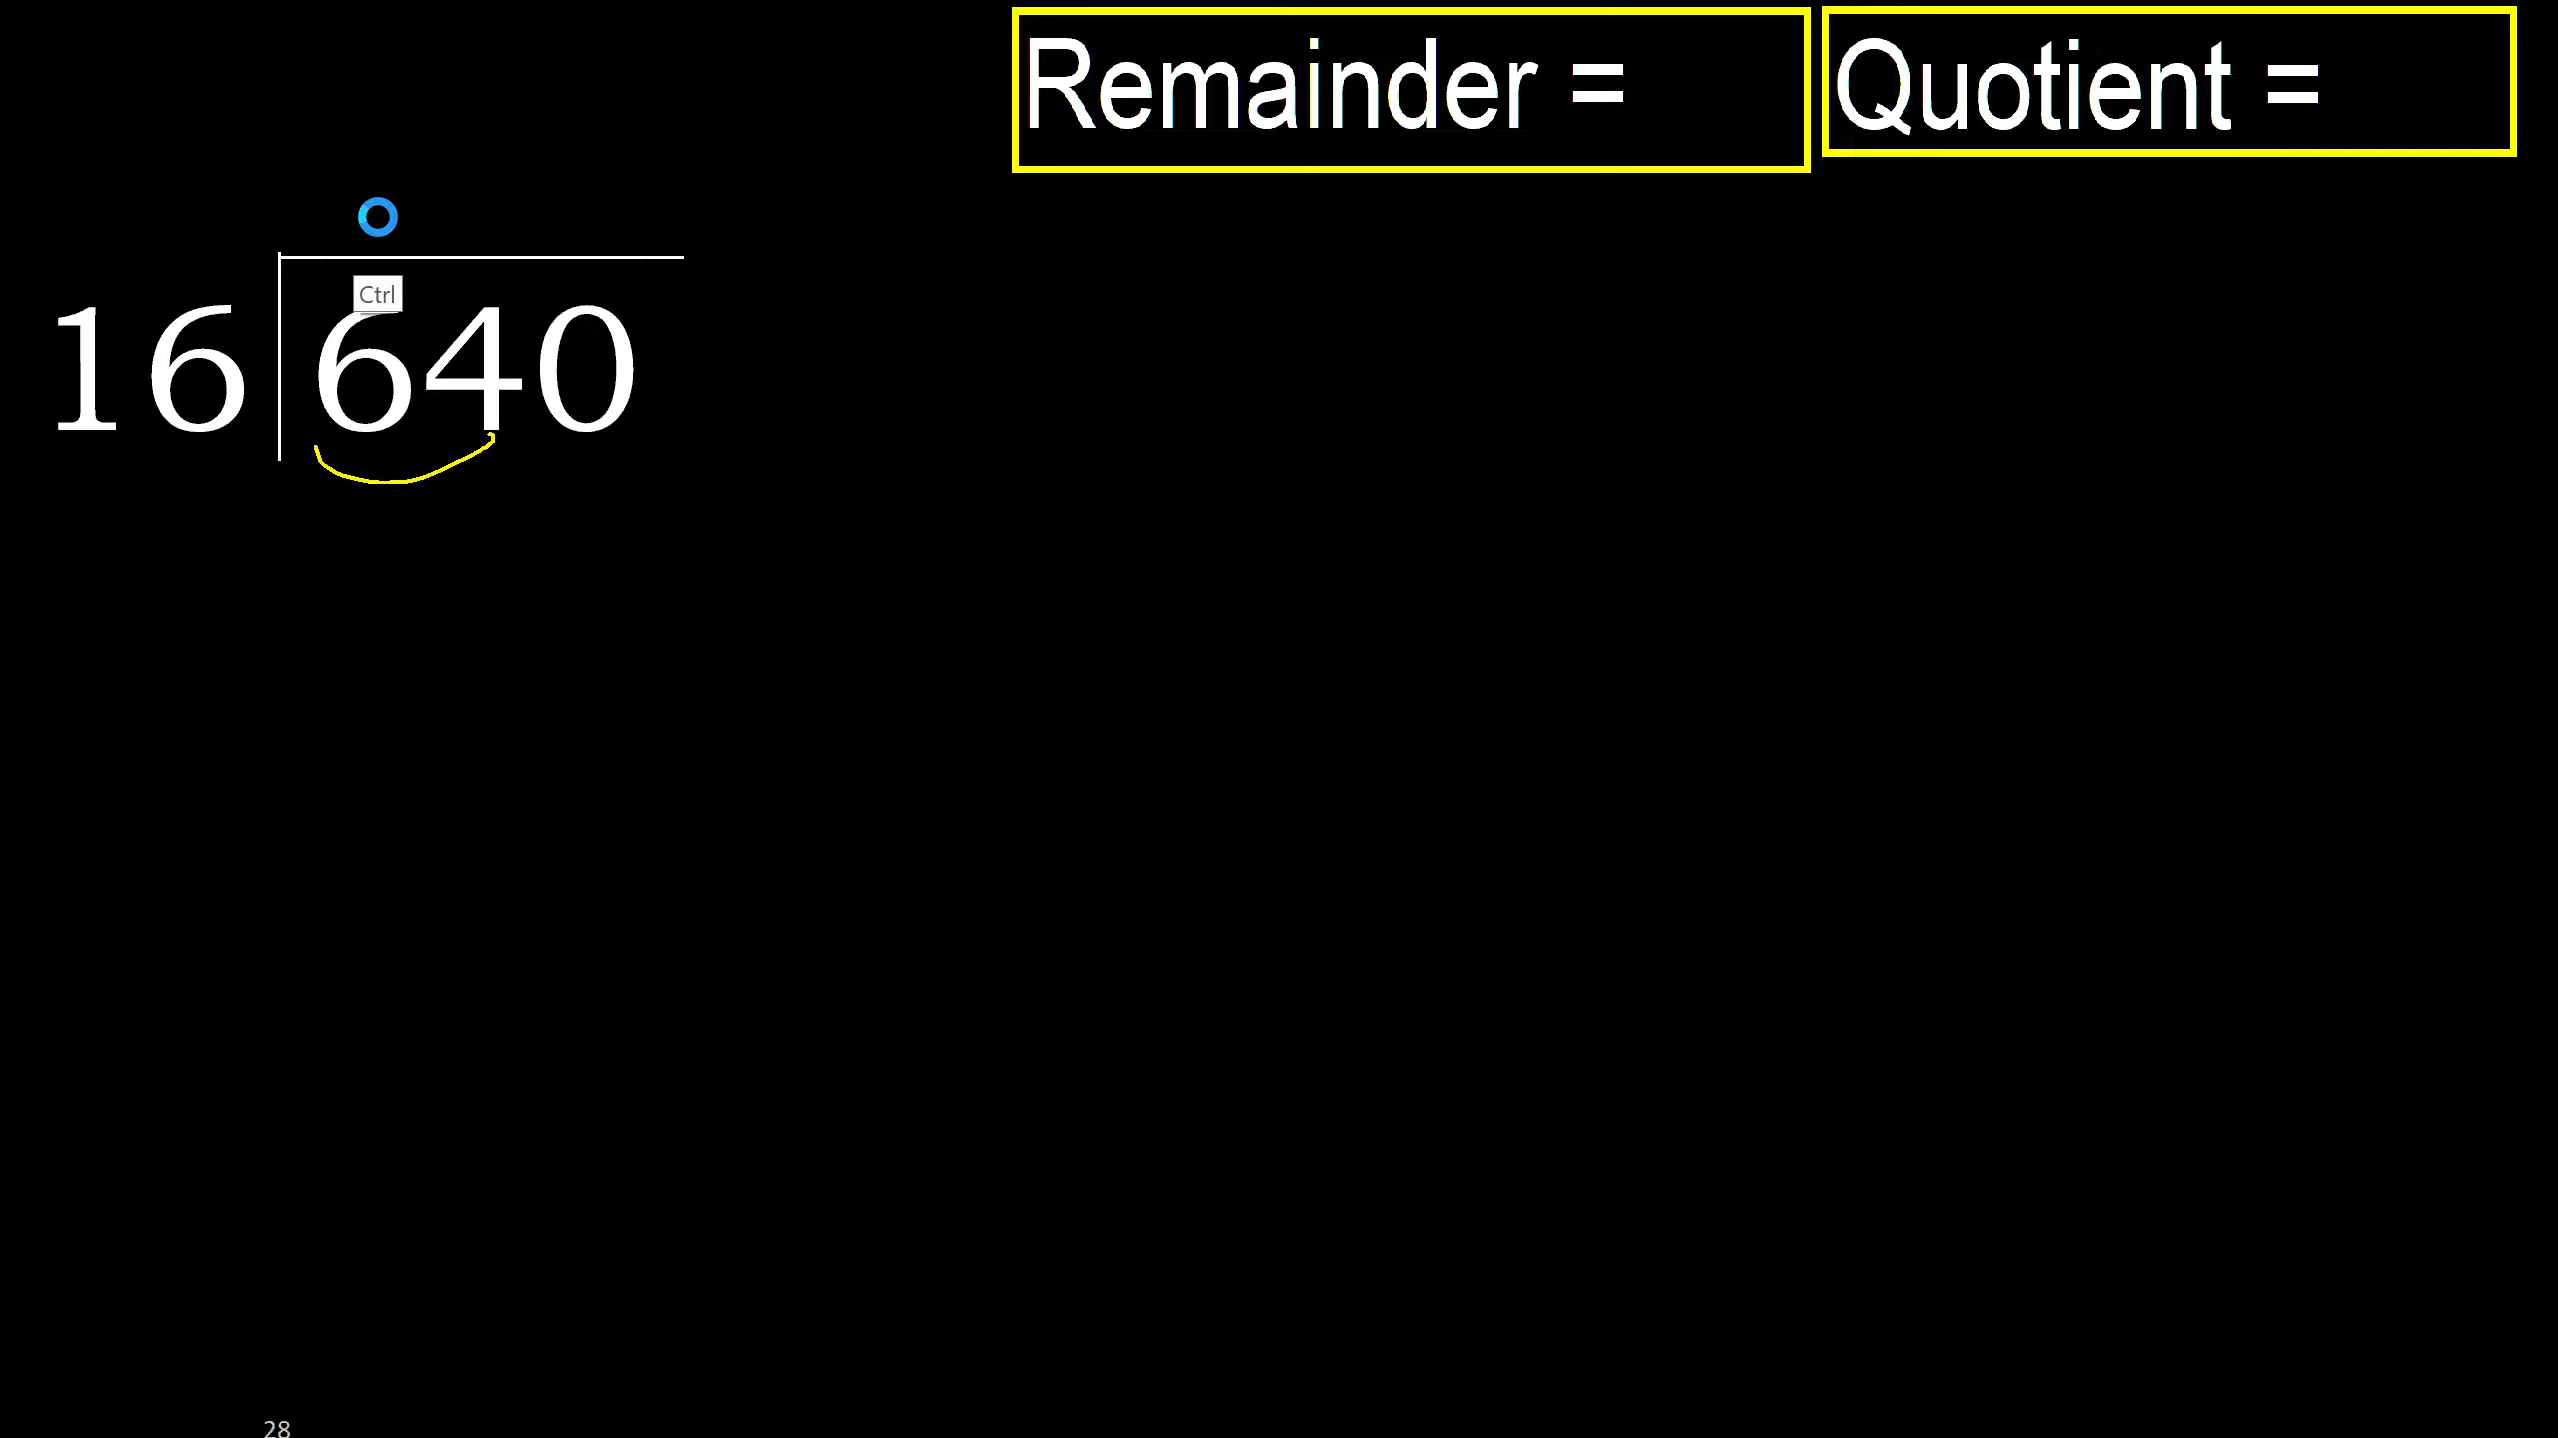 Remainder =
Quotient =
Ctrl
16 640
28